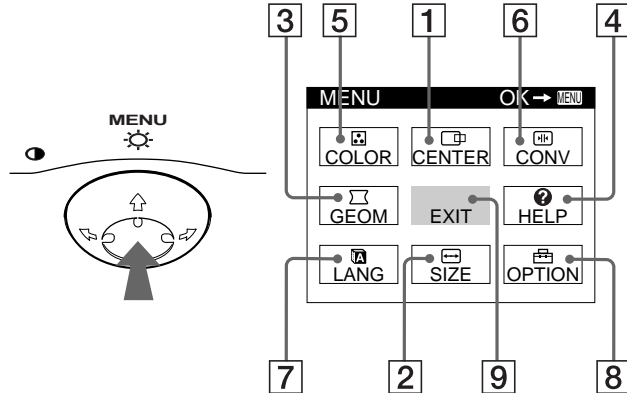 3 5 1 6 4
MENU OK → MENU
MENU
COLOR CENTER CONV
GEOM EXIT HELP
LANG SIZE OPTION
7 2 9 8